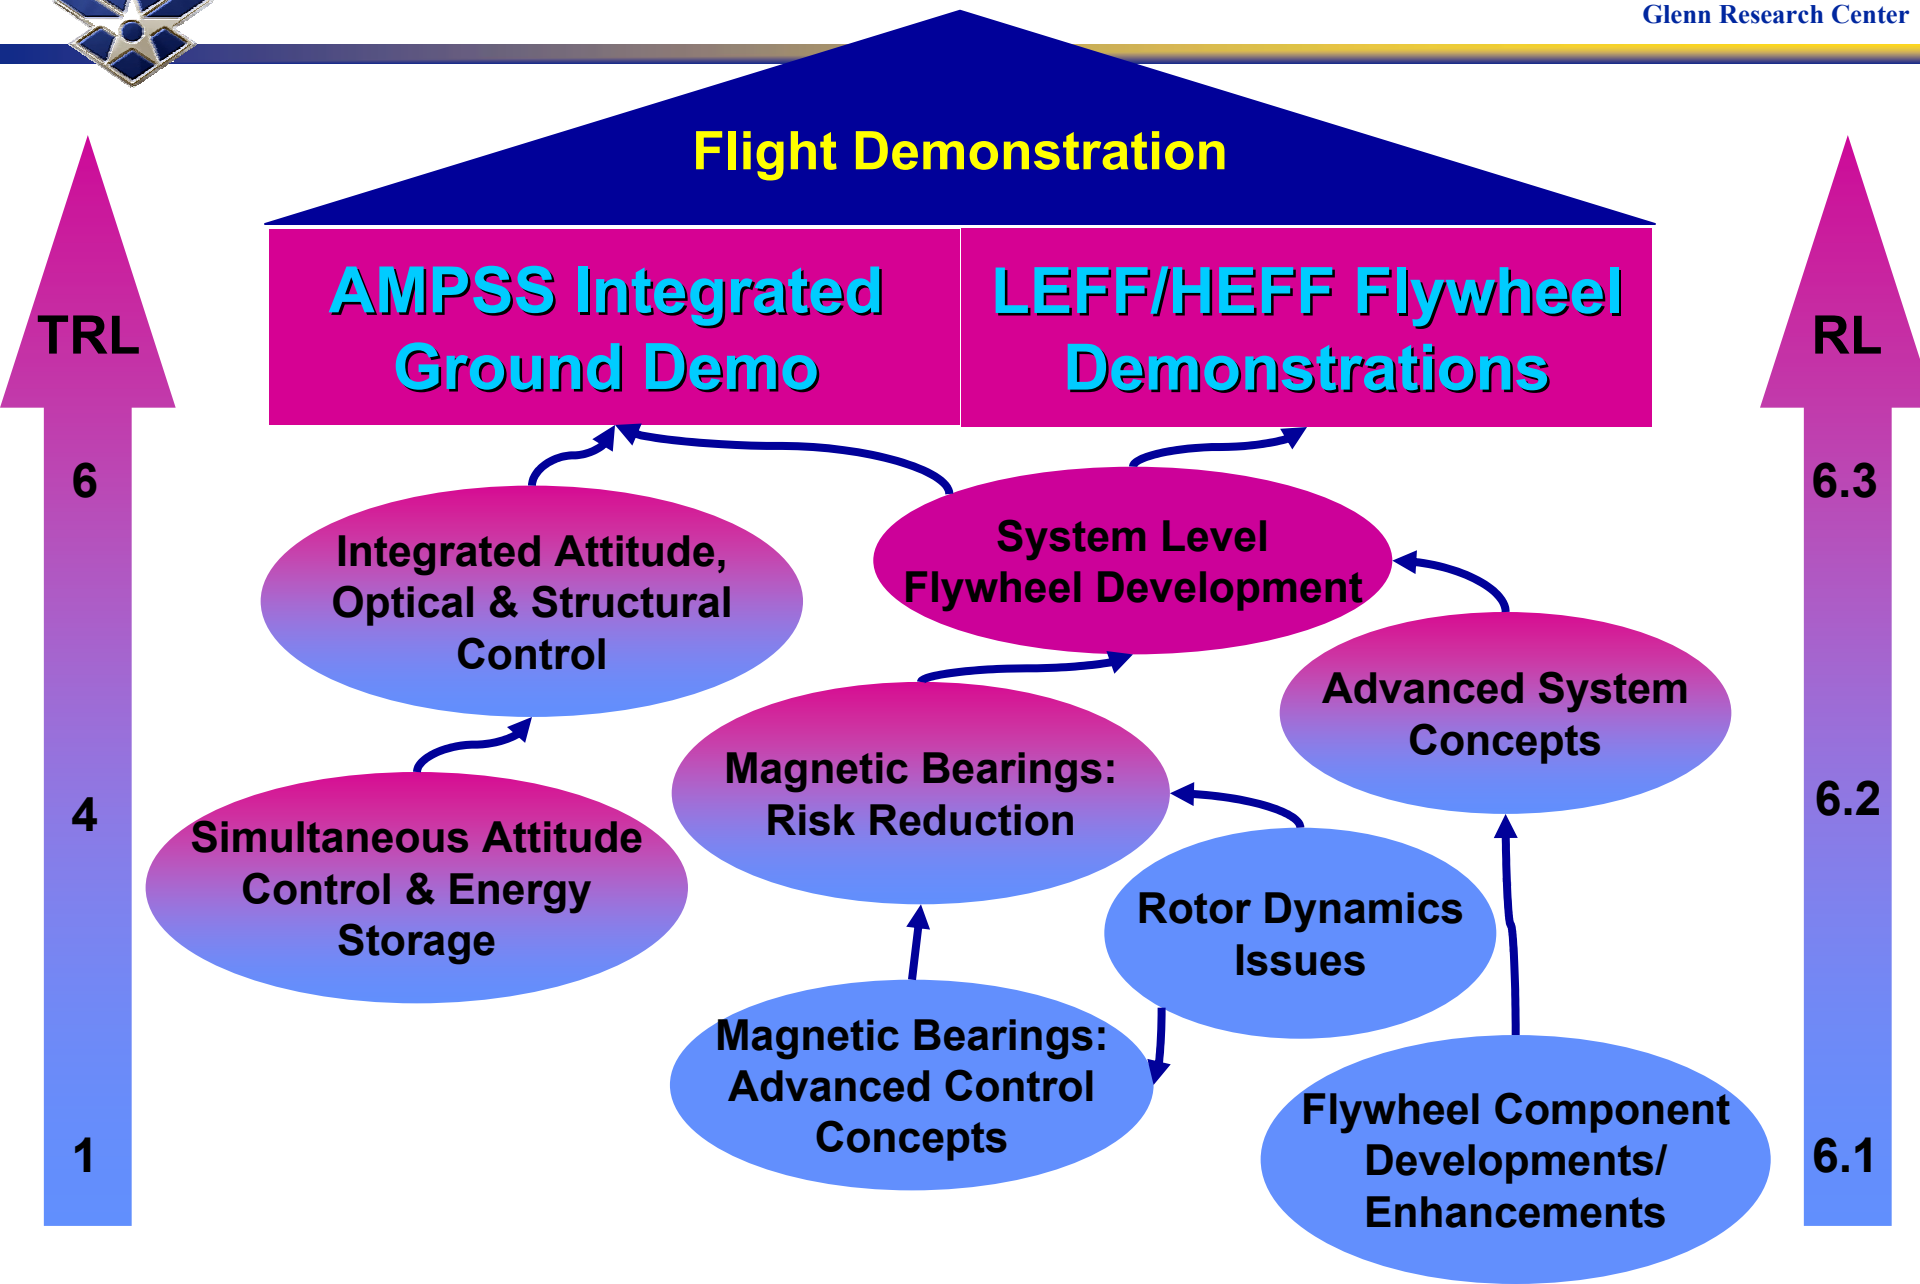 Glenn Research Center
Flight Demonstration
AMPSS Integrated
Ground Demo
LEFF/HEFF Flywheel
Demonstrations
TRL
6
4
1
RL
6.3
6.2
6.1
Integrated Attitude,
Optical & Structural
Control
System Level
Flywheel Development
Advanced System
Concepts
Magnetic Bearings:
Risk Reduction
Simultaneous Attitude
Control & Energy
Storage
Rotor Dynamics
Issues
Magnetic Bearings:
Advanced Control
Concepts
Flywheel Component
Developments/
Enhancements